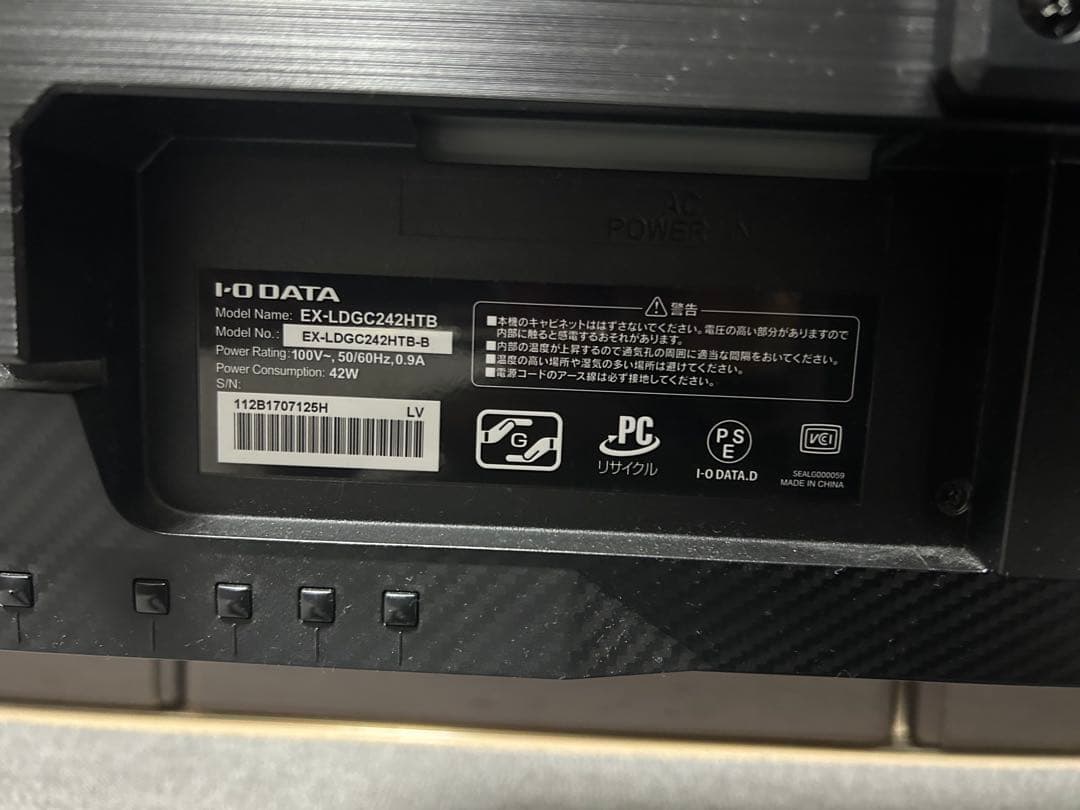 AC
POWER IN
I-O DATA
Model Name: EX-LDGC242HTB
Model No.: EX-LDGC242HTB-B
Power Rating: 100V~, 50/60Hz, 0.9A
Power Consumption: 42W
S/N:
112B1707125H LV
⚠警告
■本機のキャビネットははずさないでください。電圧の高い部分がありますので
内部に触ると感電するおそれがあります。
■内部の温度が上昇するので通気孔の周囲に適当な間隔をおいてください。
■温度の高い場所や湿気の多い場所は避けてください。
■電源コードのアース線は必ず接地してください。
G
PC
リサイクル
PSE
I-O DATA.D
VCI
SEALG000059
MADE IN CHINA